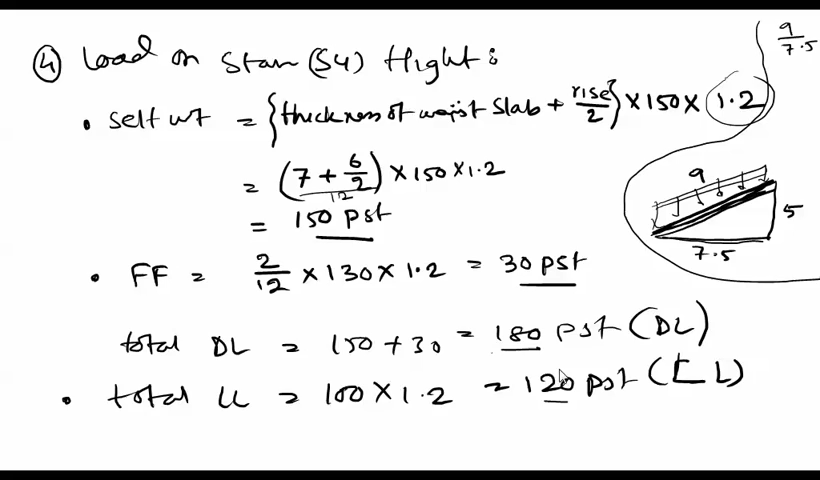 ④ Load on Stair (S4) flight :
• self wt = {thickness of waist slab + rise/2} × 150 × 1.2
= (7 + 6/2)/12 × 150 × 1.2
= 150 psf
• FF = 2/12 × 130 × 1.2 = 30 psf
total DL = 150 + 30 = 180 psf (DL)
• total LL = 100 × 1.2 = 120 psf (LL)
9/7.5
9
5
7.5